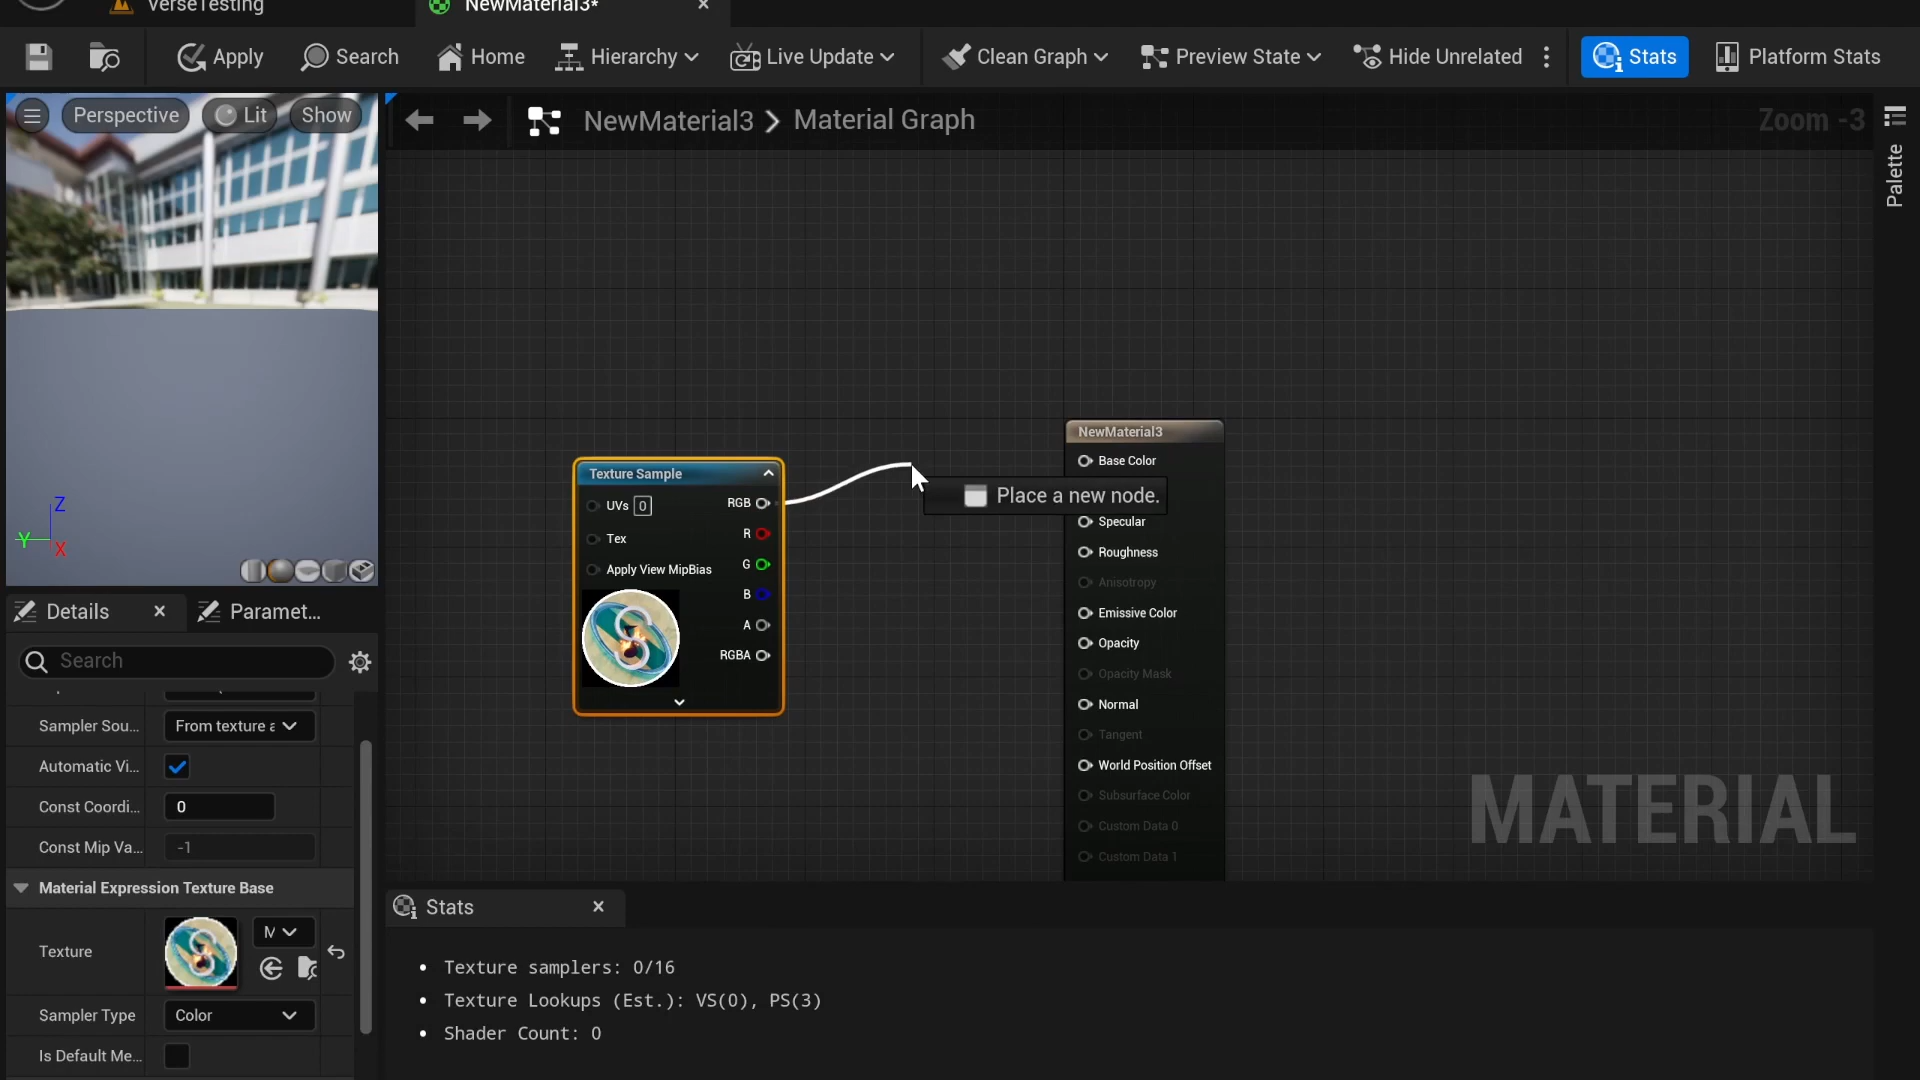 VerseTesting
NewMaterial3*
Apply
Search
Home
Hierarchy
Live Update
Clean Graph
Preview State
Hide Unrelated
Stats
Platform Stats
Perspective
Lit
Show
NewMaterial3
Material Graph
Zoom -3
Palette
NewMaterial3
Base Color
Texture Sample
UVs
0
RGB
Place a new node.
Specular
Tex
R
Roughness
Apply View MipBias
G
Anisotropy
B
Emissive Color
A
Opacity
RGBA
Opacity Mask
Normal
Tangent
World Position Offset
Subsurface Color
Custom Data 0
Custom Data 1
MATERIAL
Z
Y
X
Details
Paramet...
Search
Sampler Sou...
From texture a
Automatic Vi...
Const Coordi...
0
Const Mip Va...
-1
Material Expression Texture Base
Texture
M
Sampler Type
Color
Is Default Me...
Stats
• Texture samplers: 0/16
• Texture Lookups (Est.): VS(0), PS(3)
• Shader Count: 0